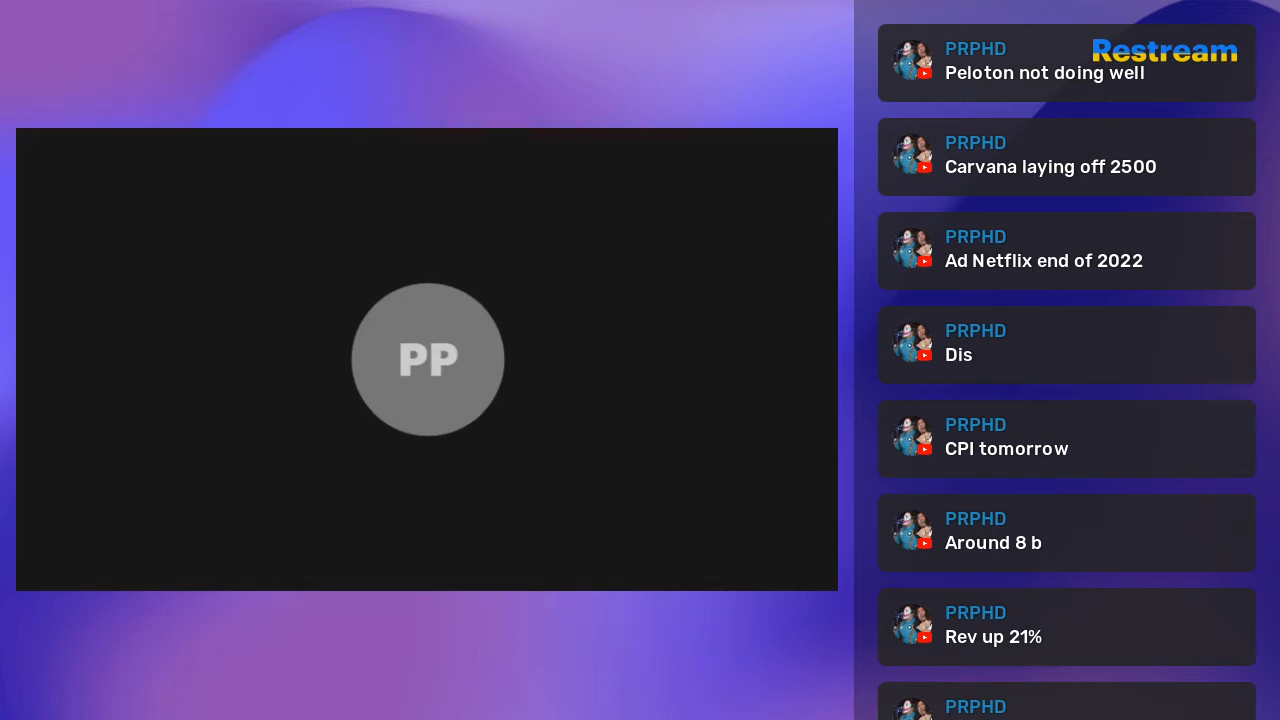 PP
Restream
PRPHD
Peloton not doing well
PRPHD
Carvana laying off 2500
PRPHD
Ad Netflix end of 2022
PRPHD
Dis
PRPHD
CPI tomorrow
PRPHD
Around 8 b
PRPHD
Rev up 21%
PRPHD